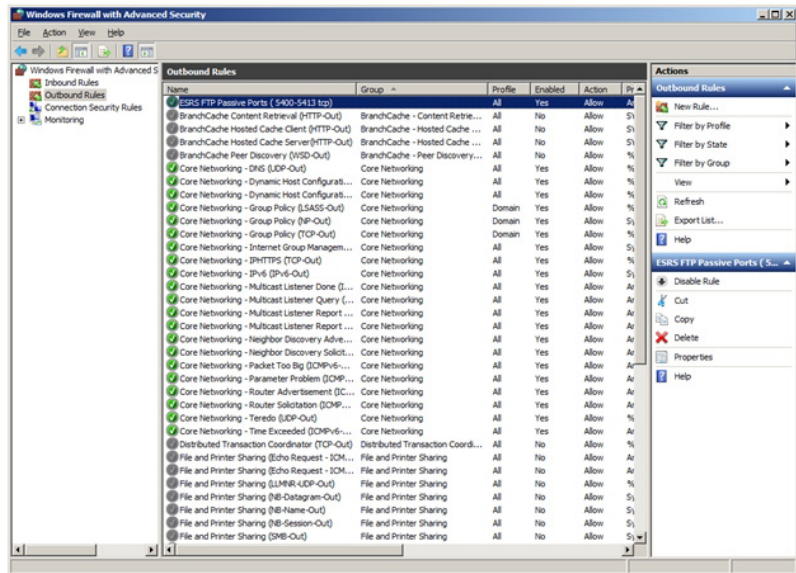 Windows Firewall with Advanced Security
File Action View Help
Windows Firewall with Advanced S
Inbound Rules
Outbound Rules
Connection Security Rules
Monitoring
Outbound Rules
Name Group Profile Enabled Action Pr
ESRS FTP Passive Ports ( 5400-5413 tcp) All Yes Allow
BranchCache Content Retrieval (HTTP-Out) BranchCache - Content Retrie... All No Allow
BranchCache Hosted Cache Client (HTTP-Out) BranchCache - Hosted Cache ... All No Allow
BranchCache Hosted Cache Server(HTTP-Out) BranchCache - Hosted Cache ... All No Allow
BranchCache Peer Discovery (WSD-Out) BranchCache - Peer Discovery... All No Allow %
Core Networking - DNS (UDP-Out) Core Networking All Yes Allow %
Core Networking - Dynamic Host Configurati... Core Networking All Yes Allow %
Core Networking - Dynamic Host Configurati... Core Networking All Yes Allow %
Core Networking - Group Policy (LSASS-Out) Core Networking Domain Yes Allow %
Core Networking - Group Policy (NP-Out) Core Networking Domain Yes Allow
Core Networking - Group Policy (TCP-Out) Core Networking Domain Yes Allow %
Core Networking - Internet Group Managem... Core Networking All Yes Allow
Core Networking - IPHTTPS (TCP-Out) Core Networking All Yes Allow %
Core Networking - IPv6 (IPv6-Out) Core Networking All Yes Allow
Core Networking - Multicast Listener Done (I... Core Networking All Yes Allow
Core Networking - Multicast Listener Query (... Core Networking All Yes Allow
Core Networking - Multicast Listener Report ... Core Networking All Yes Allow
Core Networking - Multicast Listener Report ... Core Networking All Yes Allow
Core Networking - Neighbor Discovery Adve... Core Networking All Yes Allow
Core Networking - Neighbor Discovery Solicit... Core Networking All Yes Allow
Core Networking - Packet Too Big (ICMPv6-... Core Networking All Yes Allow
Core Networking - Parameter Problem (ICMP... Core Networking All Yes Allow
Core Networking - Router Advertisement (IC... Core Networking All Yes Allow
Core Networking - Router Solicitation (ICMP... Core Networking All Yes Allow
Core Networking - Teredo (UDP-Out) Core Networking All Yes Allow %
Core Networking - Time Exceeded (ICMPv6-... Core Networking All Yes Allow
Distributed Transaction Coordinator (TCP-Out) Distributed Transaction Coordi... All No Allow %
File and Printer Sharing (Echo Request - ICM... File and Printer Sharing All No Allow
File and Printer Sharing (Echo Request - ICM... File and Printer Sharing All No Allow
File and Printer Sharing (LLMNR-UDP-Out) File and Printer Sharing All No Allow %
File and Printer Sharing (NB-Datagram-Out) File and Printer Sharing All No Allow
File and Printer Sharing (NB-Name-Out) File and Printer Sharing All No Allow
File and Printer Sharing (NB-Session-Out) File and Printer Sharing All No Allow
File and Printer Sharing (SMB-Out) File and Printer Sharing All No Allow
Actions
Outbound Rules
New Rule...
Filter by Profile
Filter by State
Filter by Group
View
Refresh
Export List...
Help
ESRS FTP Passive Ports ( 5...
Disable Rule
Cut
Copy
Delete
Properties
Help